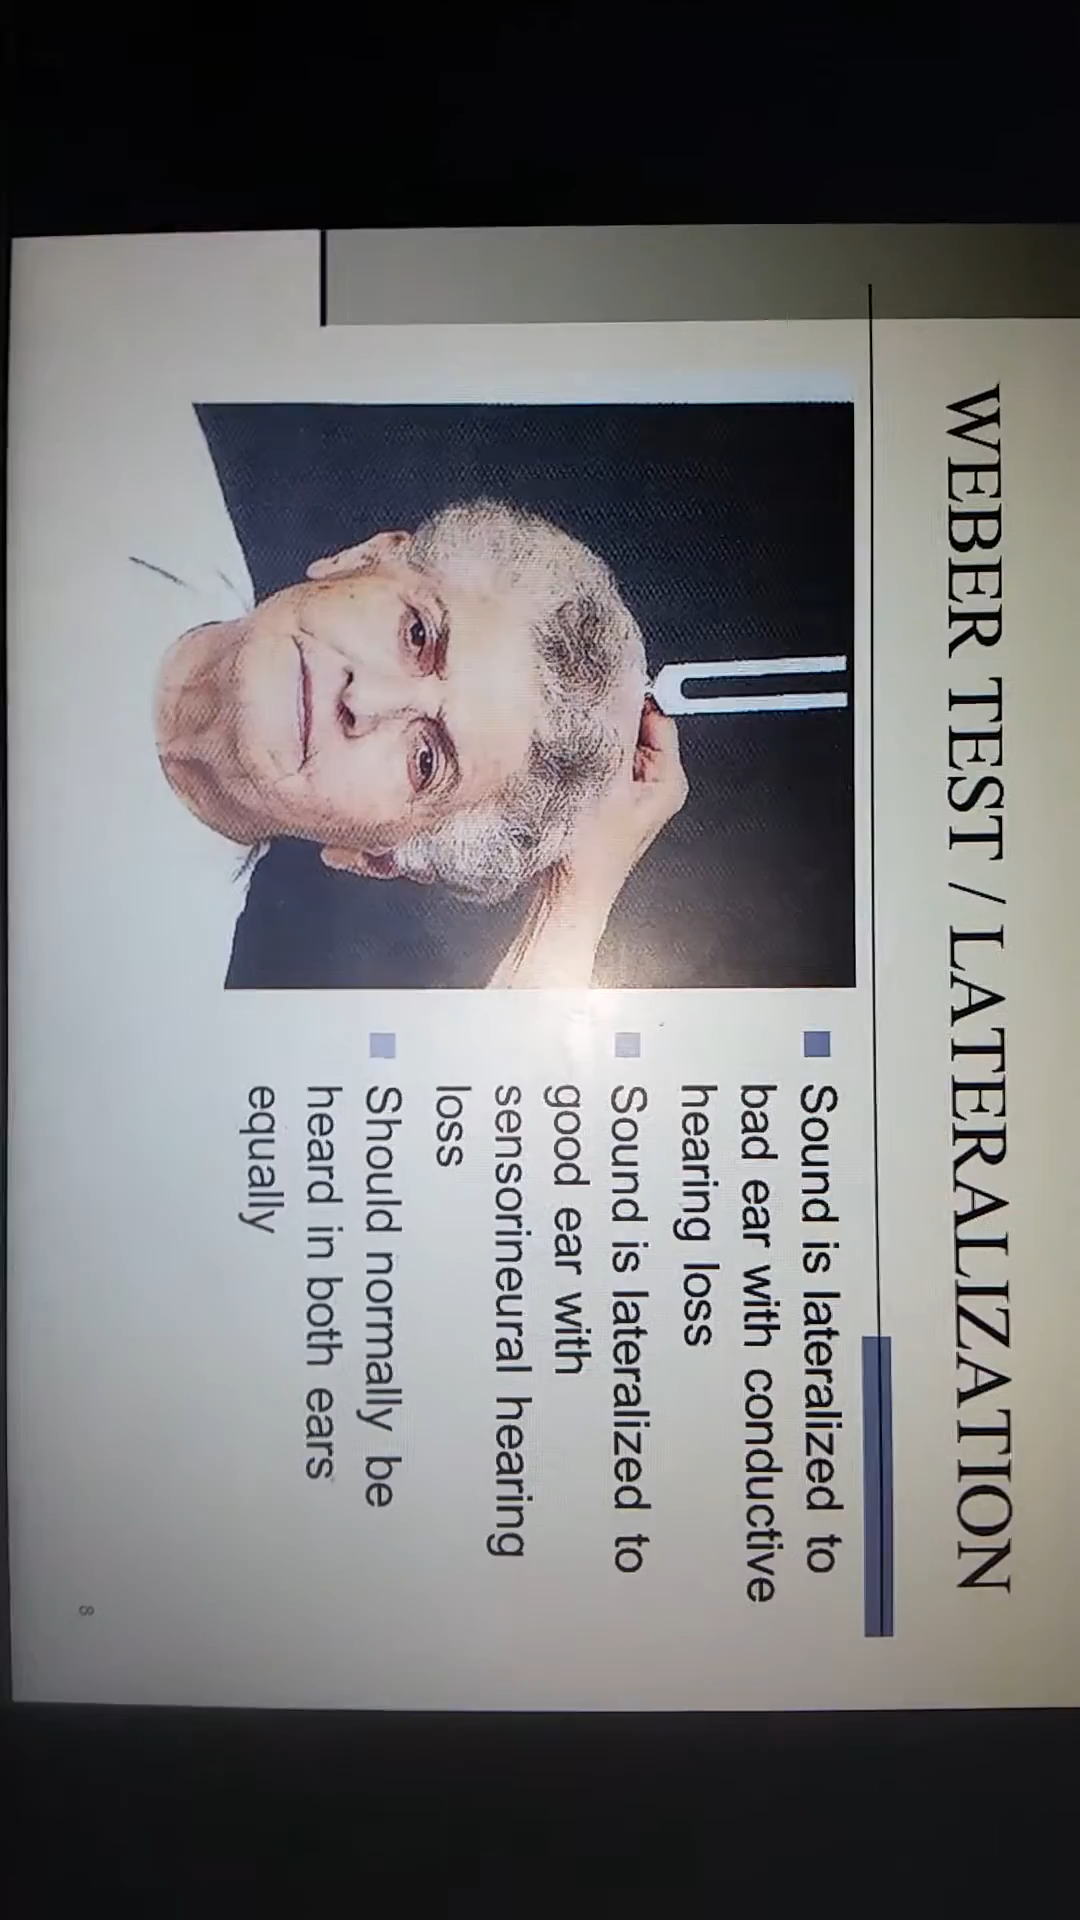 WEBER TEST / LATERALIZATION
Sound is lateralized to
bad ear with conductive
hearing loss
Sound is lateralized to
good ear with
sensorineural hearing
loss
Should normally be
heard in both ears
equally
8